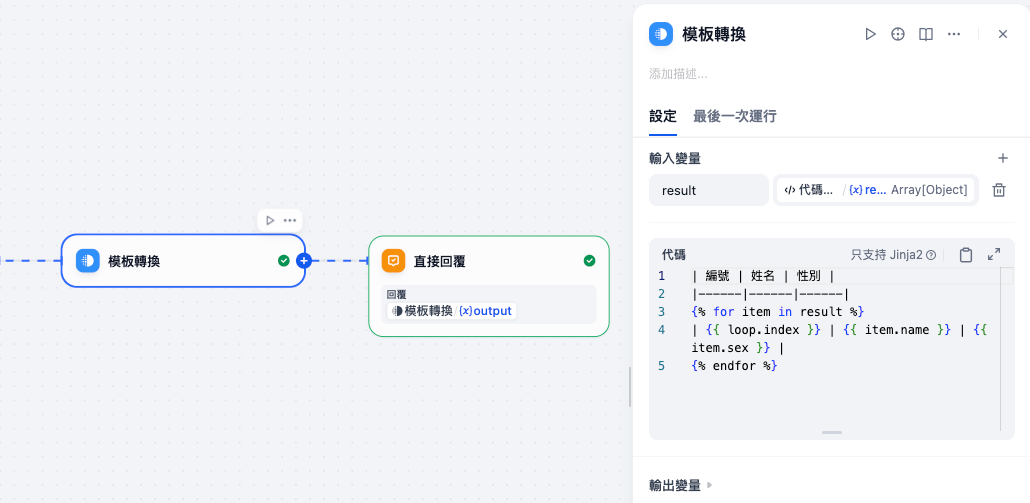 模板轉換
添加描述...
設定 最後一次運行
輸入變量
result 代碼... / {x} re... Array[Object]
代碼 只支持 Jinja2
1 | 編號 | 姓名 | 性別 |
2 |——————|——————|——————|
3 {% for item in result %}
4 | {{ loop.index }} | {{ item.name }} | {{
item.sex }} |
5 {% endfor %}
輸出變量
模板轉換
直接回覆
回覆
模板轉換 / {x} output